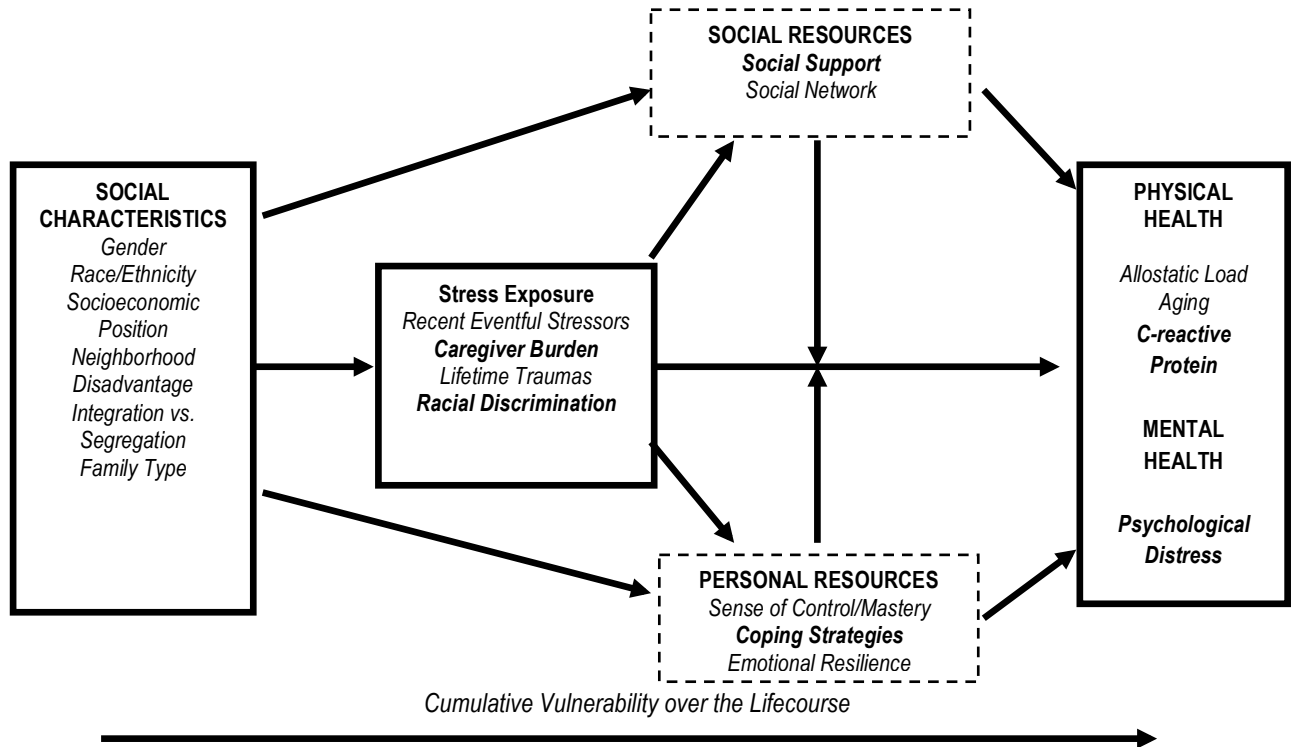 SOCIAL RESOURCES
Social Support
Social Network
SOCIAL
CHARACTERISTICS
Gender
Race/Ethnicity
Socioeconomic
Position
Neighborhood
Disadvantage
Integration vs.
Segregation
Family Type
Stress Exposure
Recent Eventful Stressors
Caregiver Burden
Lifetime Traumas
Racial Discrimination
PERSONAL RESOURCES
Sense of Control/Mastery
Coping Strategies
Emotional Resilience
PHYSICAL
HEALTH
Allostatic Load
Aging
C-reactive
Protein
MENTAL
HEALTH
Psychological
Distress
Cumulative Vulnerability over the Lifecourse